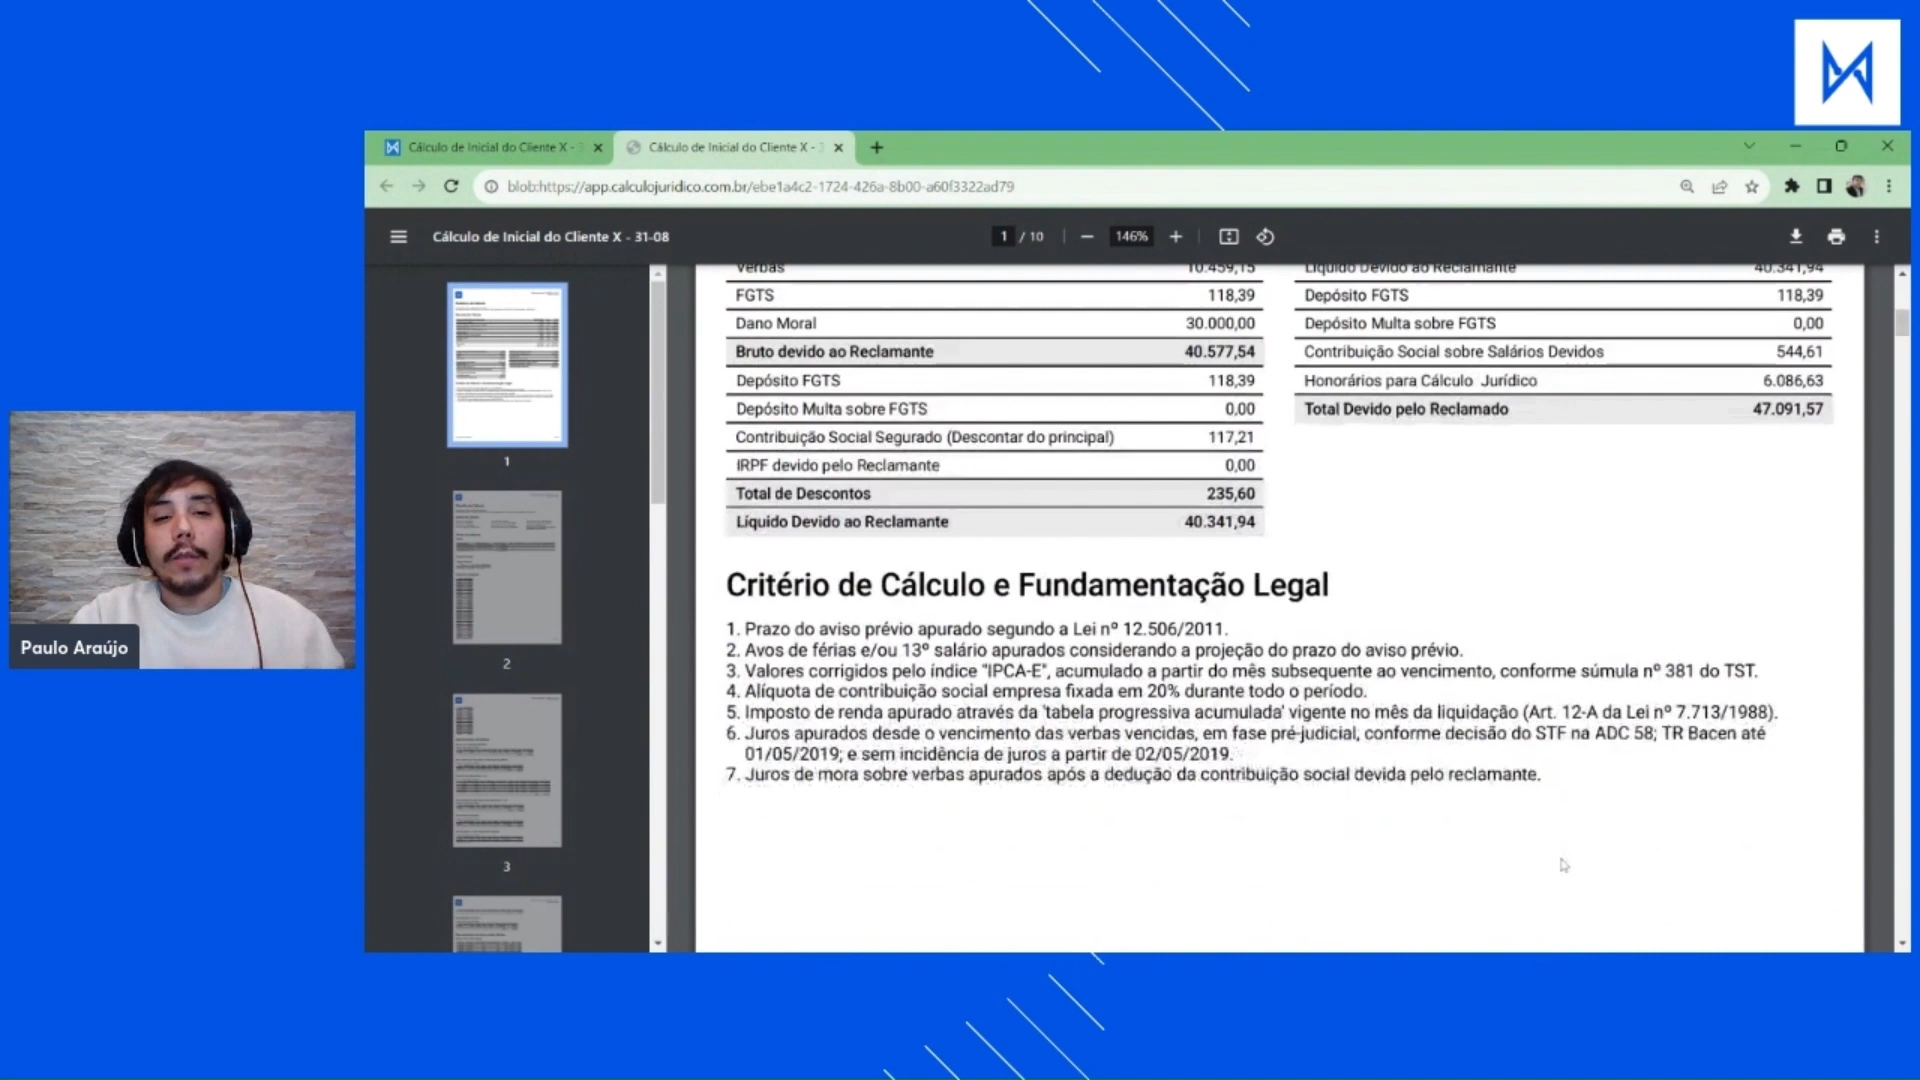 Cálculo de Inicial do Cliente X - 3
Cálculo de Inicial do Cliente X - 3
blob:https://app.calculojuridico.com.br/ebe1a4c2-1724-426a-8b00-a60f3322ad79
Cálculo de Inicial do Cliente X - 31-08
1 / 10
146%
Verbas 10.459,15
FGTS 118,39
Dano Moral 30.000,00
Bruto devido ao Reclamante 40.577,54
Depósito FGTS 118,39
Depósito Multa sobre FGTS 0,00
Contribuição Social Segurado (Descontar do principal) 117,21
IRPF devido pelo Reclamante 0,00
Total de Descontos 235,60
Líquido Devido ao Reclamante 40.341,94
Líquido Devido ao Reclamante 40.341,94
Depósito FGTS 118,39
Depósito Multa sobre FGTS 0,00
Contribuição Social sobre Salários Devidos 544,61
Honorários para Cálculo Jurídico 6.086,63
Total Devido pelo Reclamado 47.091,57
Critério de Cálculo e Fundamentação Legal
1. Prazo do aviso prévio apurado segundo a Lei nº 12.506/2011.
2. Avos de férias e/ou 13º salário apurados considerando a projeção do prazo do aviso prévio.
3. Valores corrigidos pelo índice "IPCA-E", acumulado a partir do mês subsequente ao vencimento, conforme súmula nº 381 do TST.
4. Alíquota de contribuição social empresa fixada em 20% durante todo o período.
5. Imposto de renda apurado através da 'tabela progressiva acumulada' vigente no mês da liquidação (Art. 12-A da Lei nº 7.713/1988).
6. Juros apurados desde o vencimento das verbas vencidas, em fase pré-judicial, conforme decisão do STF na ADC 58; TR Bacen até
01/05/2019; e sem incidência de juros a partir de 02/05/2019.
7. Juros de mora sobre verbas apurados após a dedução da contribuição social devida pelo reclamante.
1
2
3
Paulo Araújo